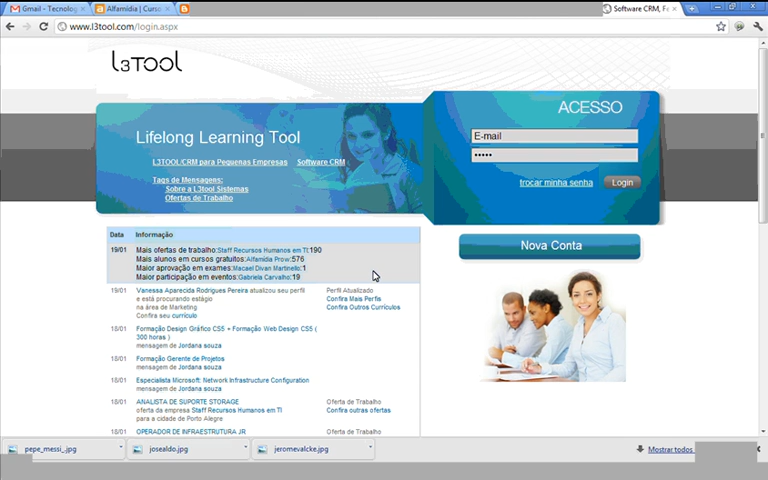 Gmail - Tecnolog
Alfamídia | Curso
Software CRM, Fa
www.l3tool.com/login.aspx
L3TOOL
Lifelong Learning Tool
L3TOOL/CRM para Pequenas Empresas Software CRM
Tags de Mensagens:
Sobre a L3tool Sistemas
Ofertas de Trabalho
ACESSO
E-mail
•••••
trocar minha senha Login
Nova Conta
Data Informação
19/01 Mais ofertas de trabalho:Staff Recursos Humanos em TI:190
Mais alunos em cursos gratuitos:Alfamídia Prow:576
Maior aprovação em exames:Macael Divan Martinello:1
Maior participação em eventos:Gabriela Carvalho:19
19/01 Vanessa Aparecida Rodrigues Pereira atualizou seu perfil Perfil Atualizado
e está procurando estágio Confira Mais Perfis
na área de Marketing Confira Outros Currículos
Confira seu currículo
18/01 Formação Design Gráfico CS5 + Formação Web Design CS5 (
300 horas )
mensagem de Jordana souza
18/01 Formação Gerente de Projetos
mensagem de Jordana souza
18/01 Especialista Microsoft: Network Infrastructure Configuration
mensagem de Jordana souza
18/01 ANALISTA DE SUPORTE STORAGE Oferta de Trabalho
oferta da empresa Staff Recursos Humanos em TI Confira outras ofertas
para a cidade de Porto Alegre
18/01 OPERADOR DE INFRAESTRUTURA JR Oferta de Trabalho
pepe_messi_.jpg
josealdo.jpg
jeromevalcke.jpg
Mostrar todos